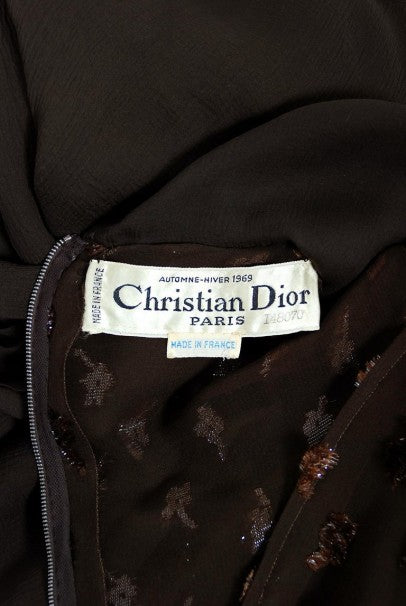 AUTOMNE-HIVER 1969
MADE IN FRANCE
Christian Dior
PARIS
MADE IN FRANCE